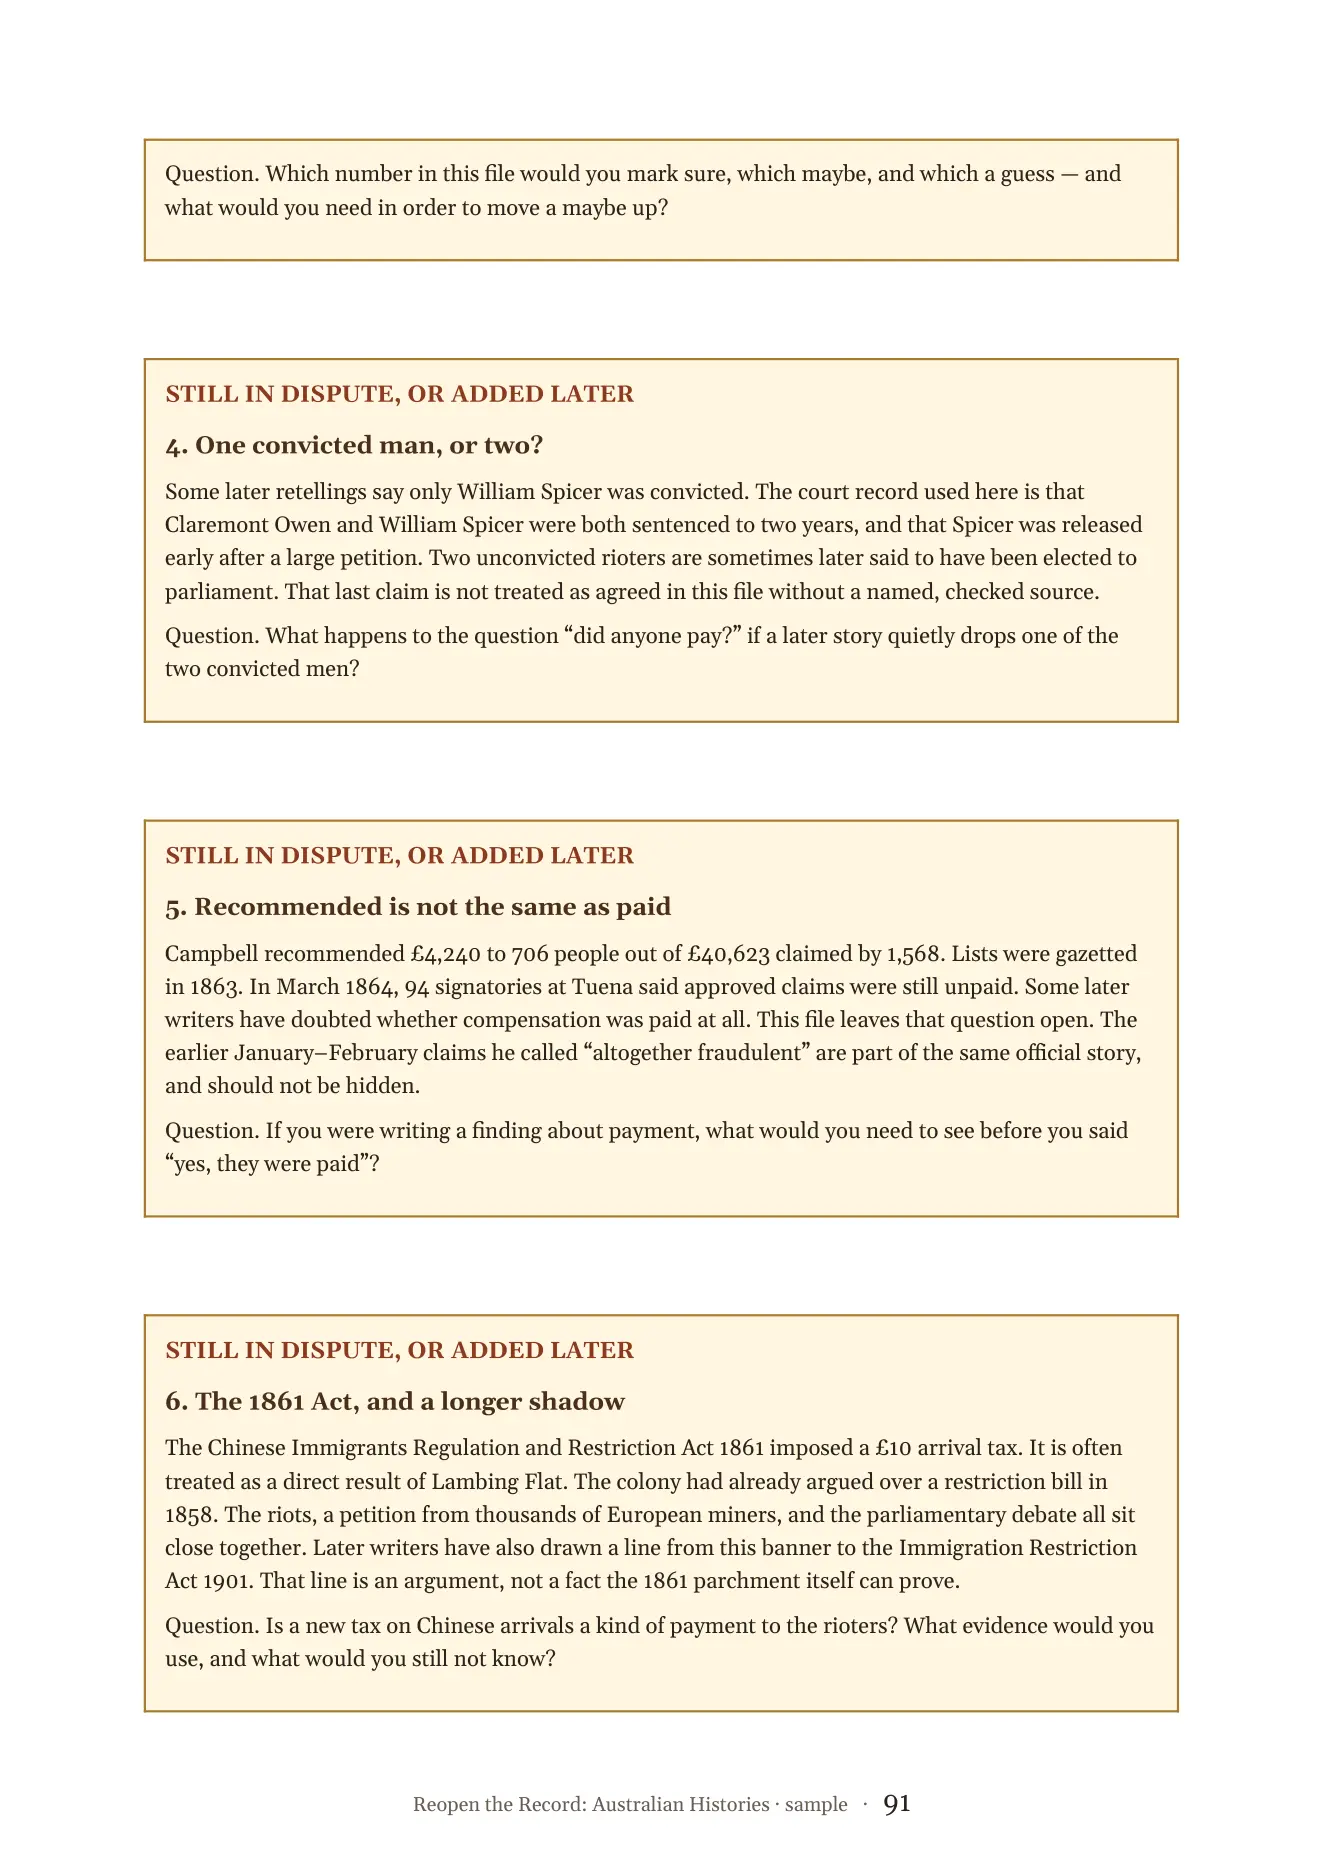 Question. Which number in this file would you mark sure, which maybe, and which a guess — and
what would you need in order to move a maybe up?
STILL IN DISPUTE, OR ADDED LATER
4. One convicted man, or two?
Some later retellings say only William Spicer was convicted. The court record used here is that
Claremont Owen and William Spicer were both sentenced to two years, and that Spicer was released
early after a large petition. Two unconvicted rioters are sometimes later said to have been elected to
parliament. That last claim is not treated as agreed in this file without a named, checked source.
Question. What happens to the question “did anyone pay?” if a later story quietly drops one of the
two convicted men?
STILL IN DISPUTE, OR ADDED LATER
5. Recommended is not the same as paid
Campbell recommended £4,240 to 706 people out of £40,623 claimed by 1,568. Lists were gazetted
in 1863. In March 1864, 94 signatories at Tuena said approved claims were still unpaid. Some later
writers have doubted whether compensation was paid at all. This file leaves that question open. The
earlier January–February claims he called “altogether fraudulent” are part of the same official story,
and should not be hidden.
Question. If you were writing a finding about payment, what would you need to see before you said
“yes, they were paid”?
STILL IN DISPUTE, OR ADDED LATER
6. The 1861 Act, and a longer shadow
The Chinese Immigrants Regulation and Restriction Act 1861 imposed a £10 arrival tax. It is often
treated as a direct result of Lambing Flat. The colony had already argued over a restriction bill in
1858. The riots, a petition from thousands of European miners, and the parliamentary debate all sit
close together. Later writers have also drawn a line from this banner to the Immigration Restriction
Act 1901. That line is an argument, not a fact the 1861 parchment itself can prove.
Question. Is a new tax on Chinese arrivals a kind of payment to the rioters? What evidence would you
use, and what would you still not know?
Reopen the Record: Australian Histories · sample · 91